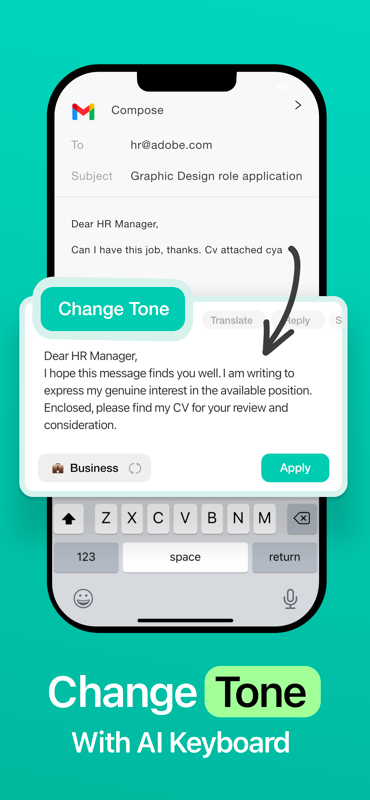 Compose
To hr@adobe.com
Subject Graphic Design role application
Dear HR Manager,
Can I have this job, thanks. Cv attached cya
Change Tone
Translate
Reply
S
Dear HR Manager,
I hope this message finds you well. I am writing to
express my genuine interest in the available position.
Enclosed, please find my CV for your review and
consideration.
Business
Apply
Z X C V B N M
123 space return
Change Tone
With AI Keyboard